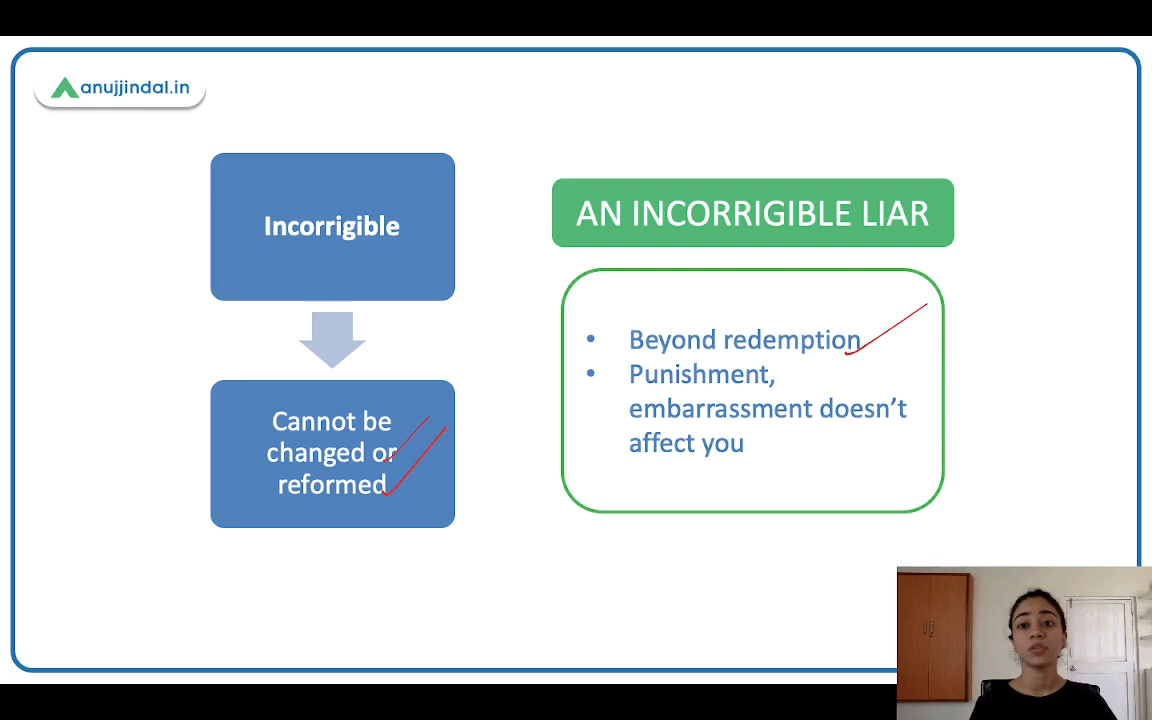 anujjindal.in
Incorrigible
Cannot be
changed or
reformed
AN INCORRIGIBLE LIAR
• Beyond redemption
• Punishment,
embarrassment doesn’t
affect you